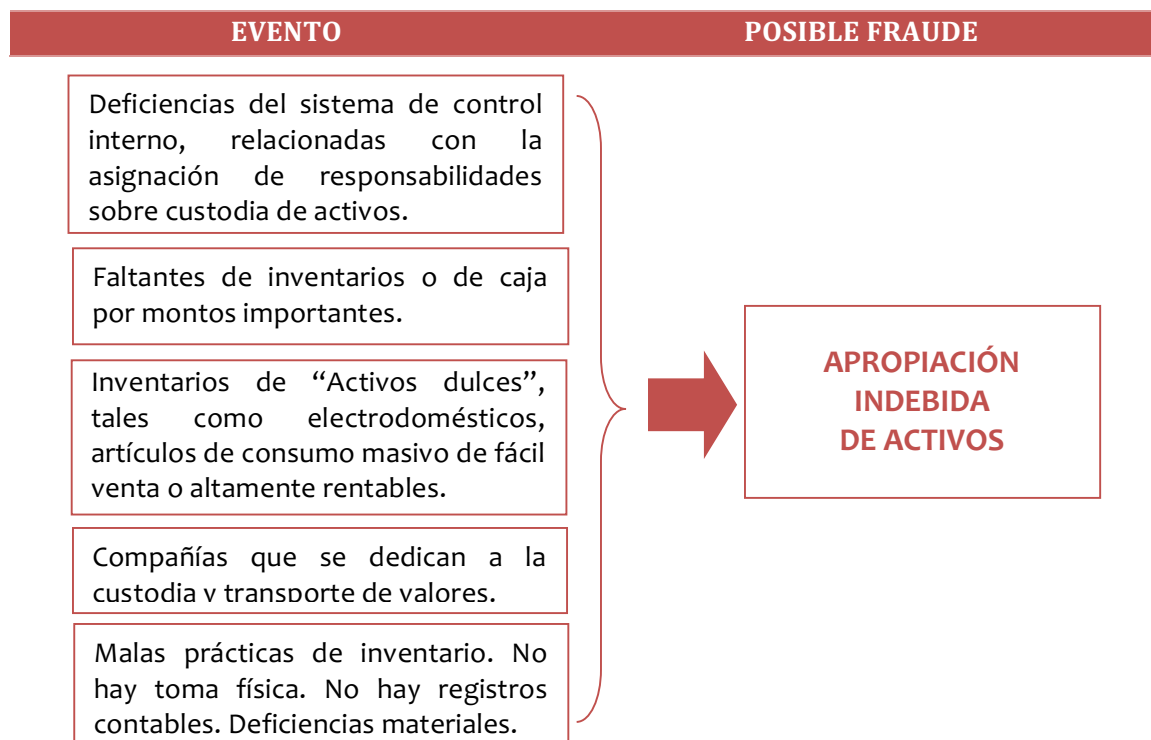 EVENTO
POSIBLE FRAUDE
Deficiencias del sistema de control
interno, relacionadas con la
asignación de responsabilidades
sobre custodia de activos.
Faltantes de inventarios o de caja
por montos importantes.
Inventarios de “Activos dulces”,
tales como electrodomésticos,
artículos de consumo masivo de fácil
venta o altamente rentables.
Compañías que se dedican a la
custodia y transporte de valores.
Malas prácticas de inventario. No
hay toma física. No hay registros
contables. Deficiencias materiales.
APROPIACIÓN
INDEBIDA
DE ACTIVOS